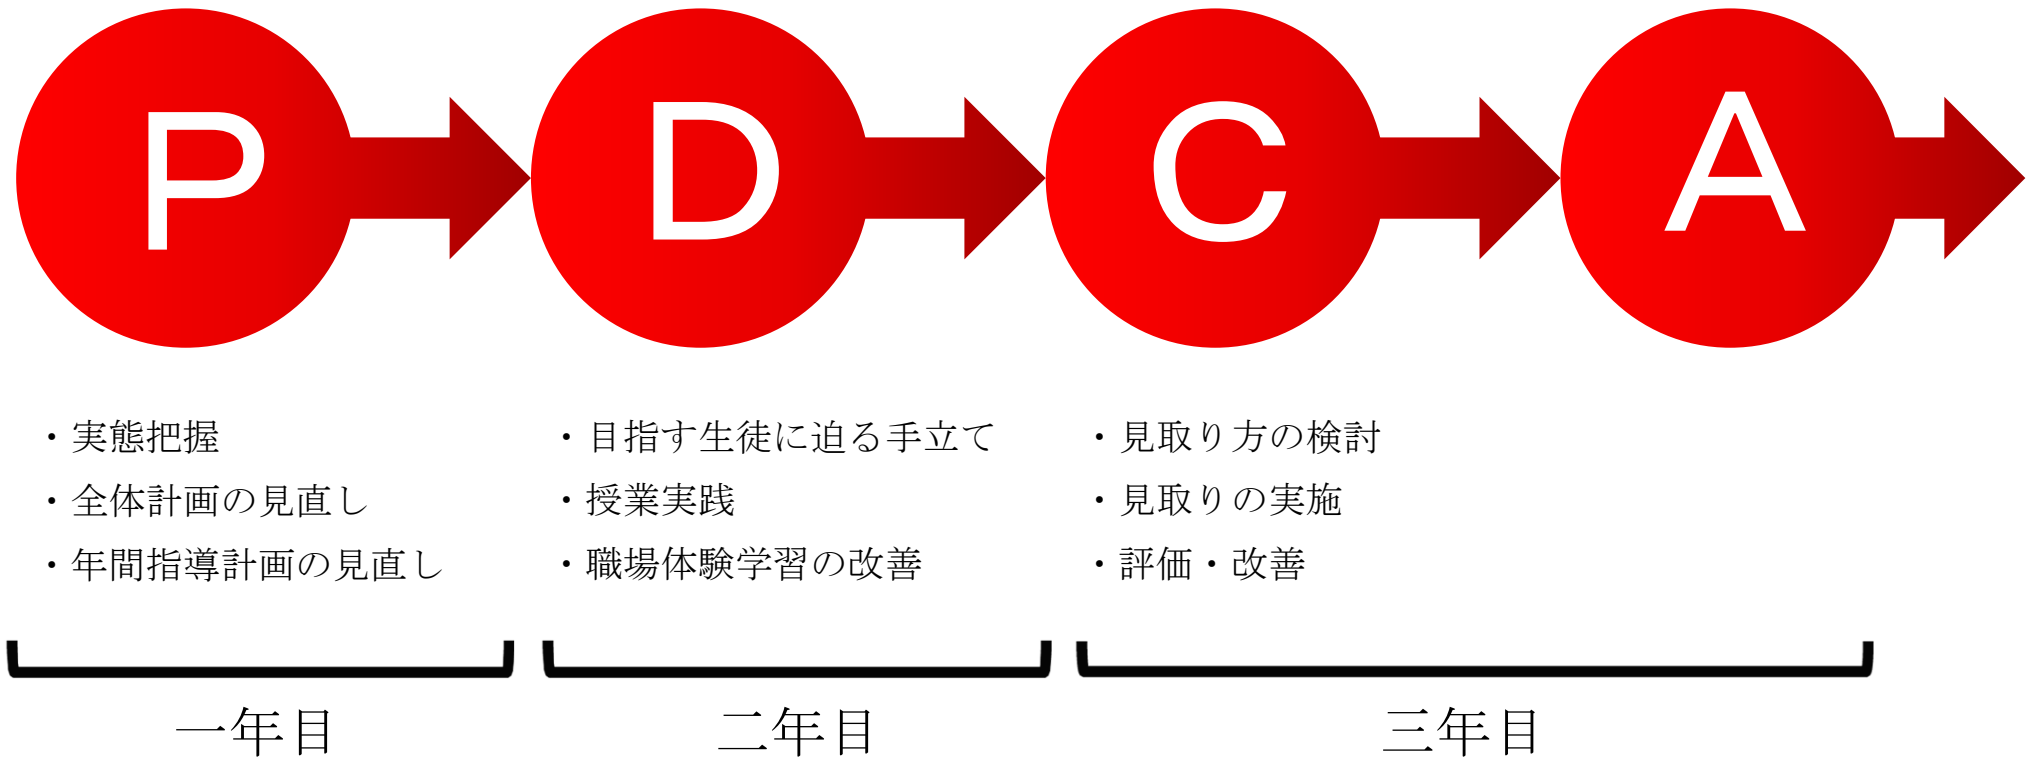 P
D
C
A
・実態把握
・全体計画の見直し
・年間指導計画の見直し
・目指す生徒に迫る手立て
・授業実践
・職場体験学習の改善
・見取り方の検討
・見取りの実施
・評価・改善
一年目
二年目
三年目